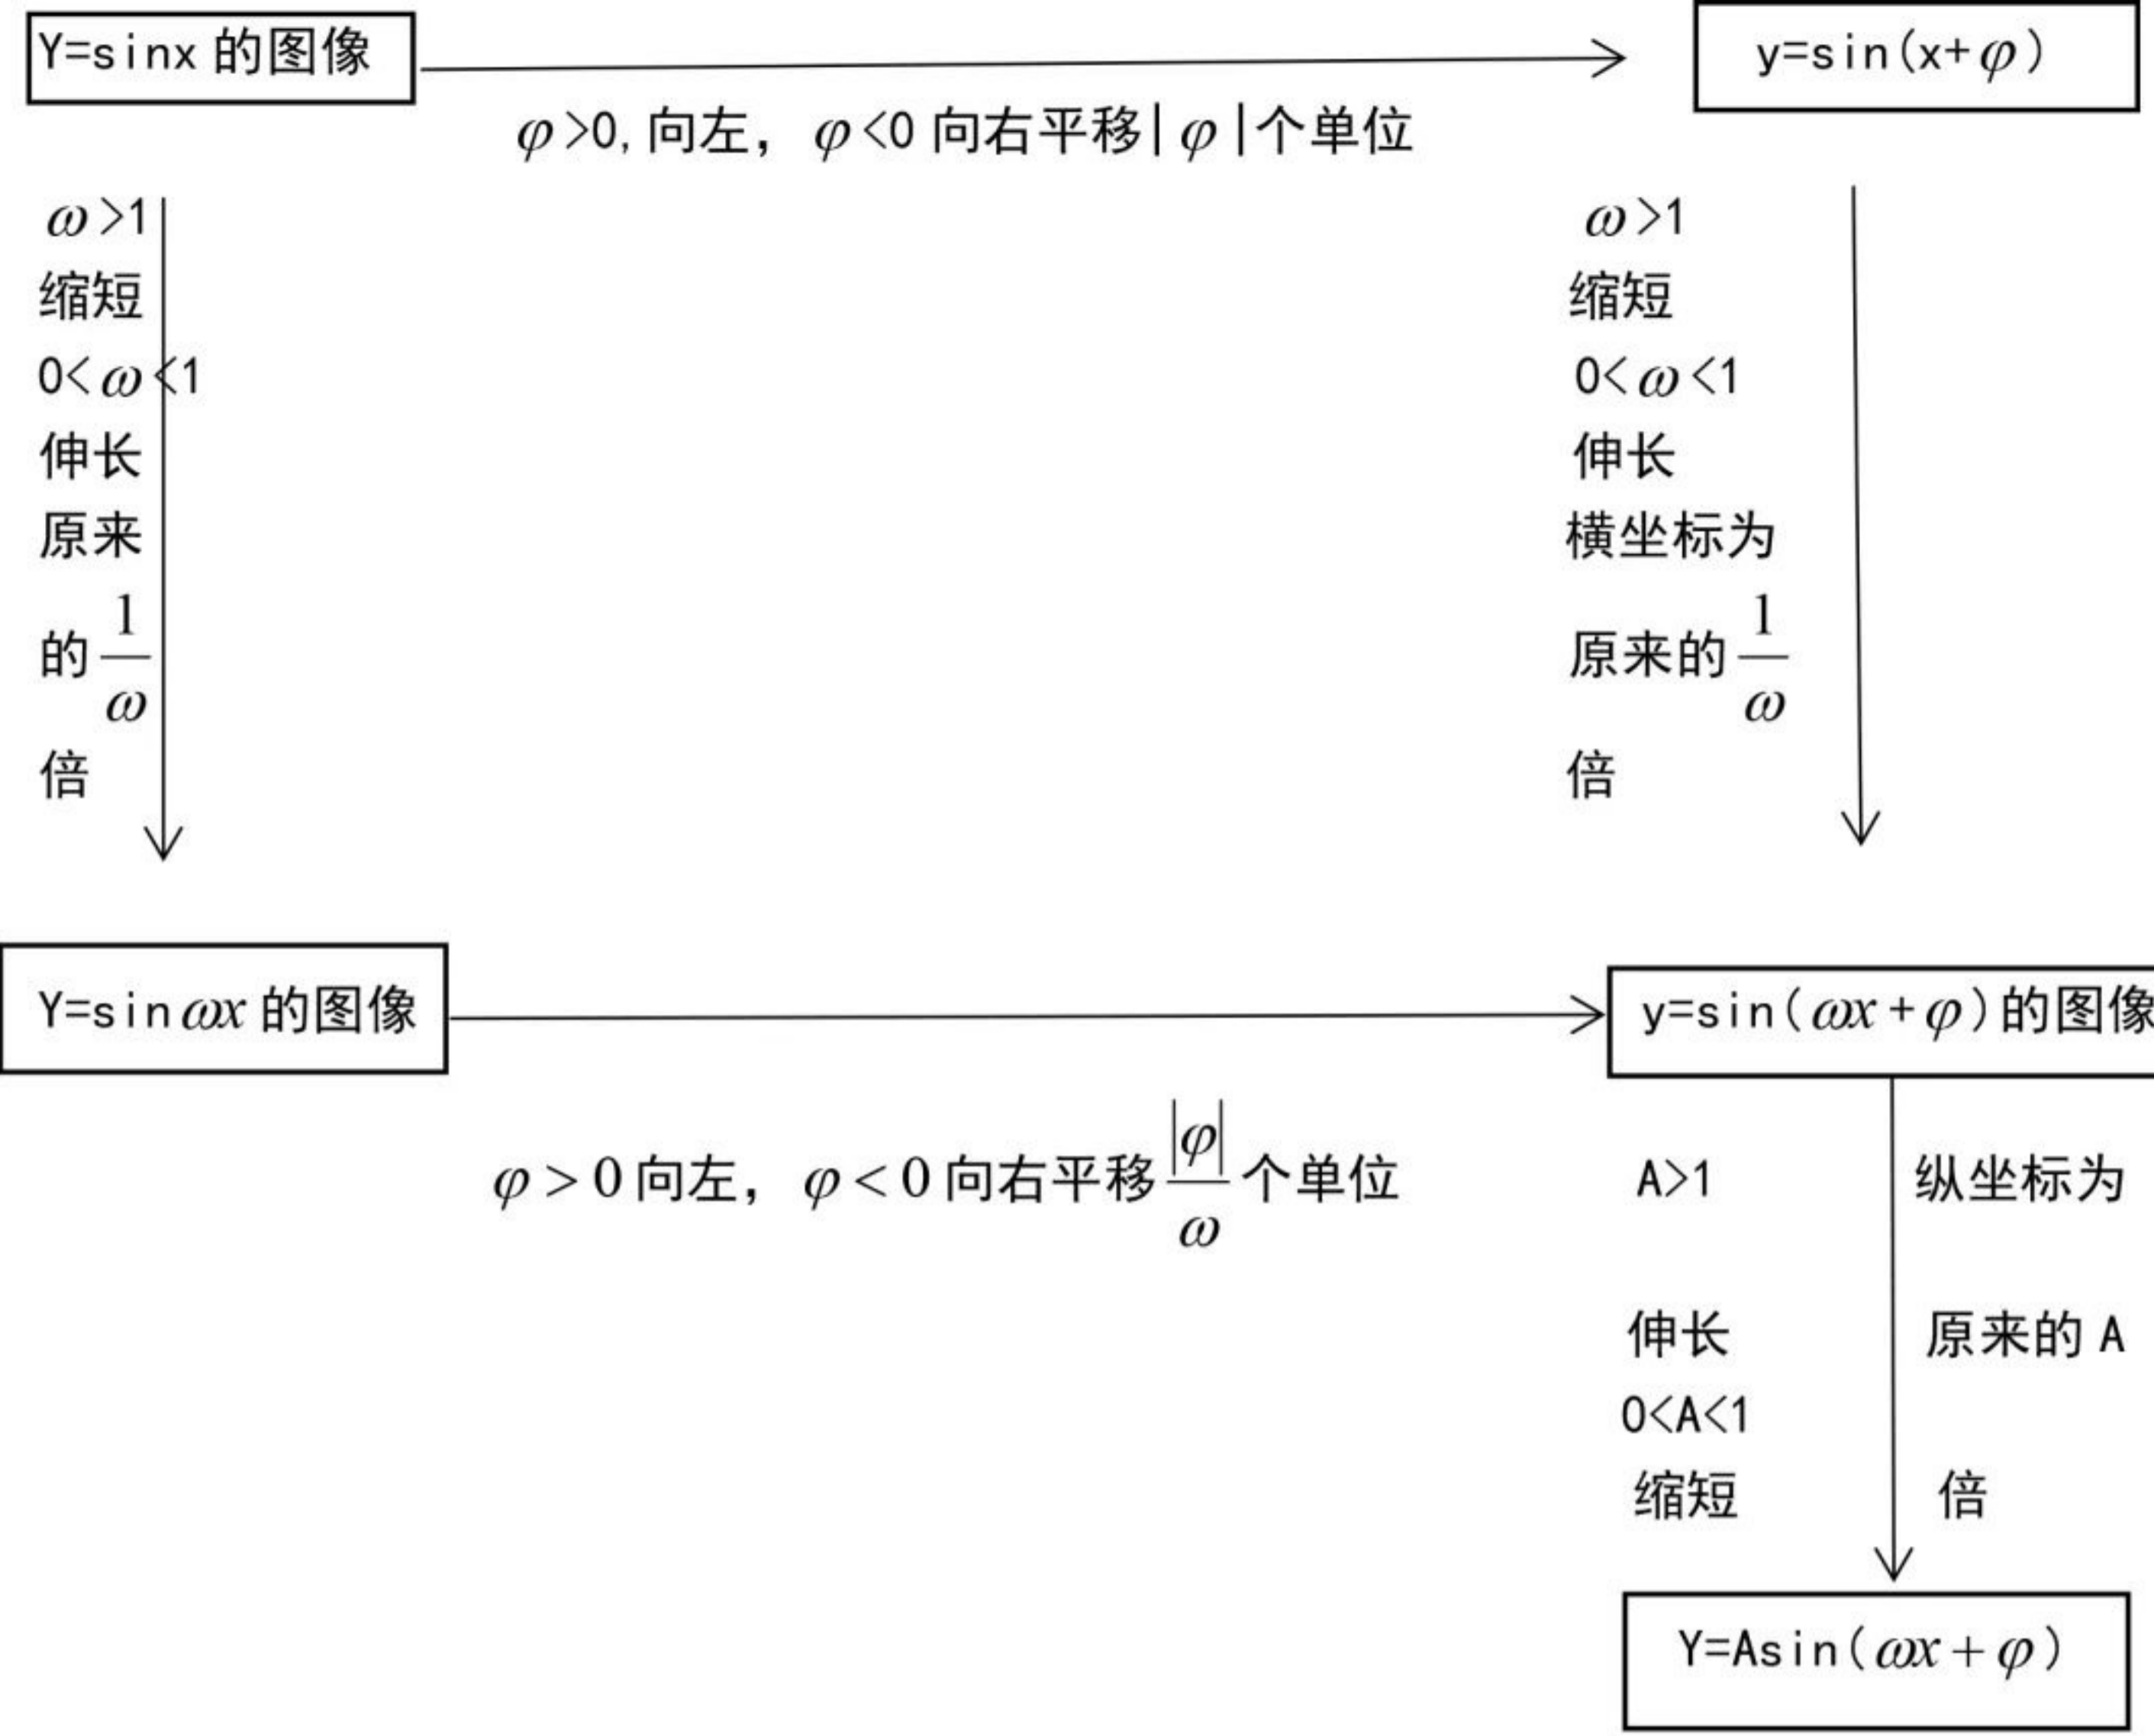 Y=sinx 的图像
y=sin(x+φ)
φ>0,向左，φ<0 向右平移|φ|个单位
ω>1
缩短
0<ω<1
伸长
原来
的 1/ω
倍
ω>1
缩短
0<ω<1
伸长
横坐标为
原来的 1/ω
倍
Y=sinωx 的图像
y=sin(ωx+φ)的图像
φ>0 向左，φ<0 向右平移 |φ|/ω 个单位
A>1
伸长
0<A<1
缩短
纵坐标为
原来的 A
倍
Y=Asin(ωx+φ)